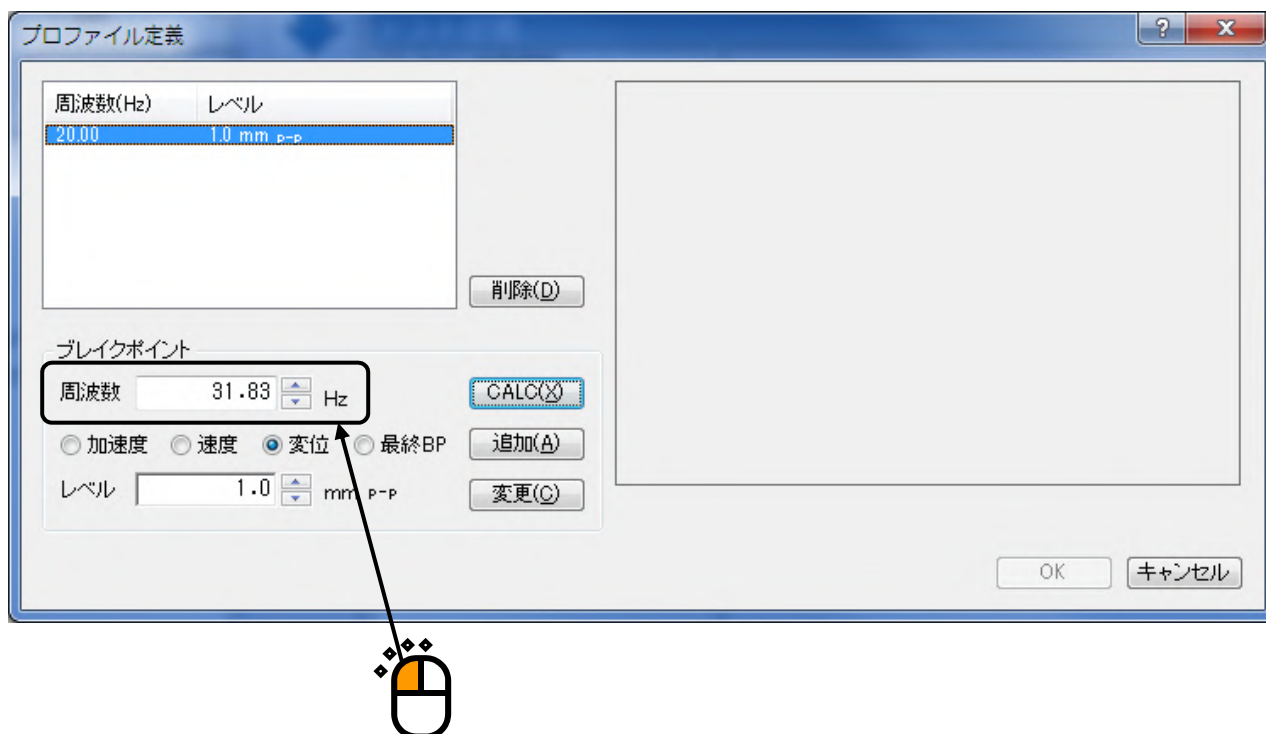 プロファイル定義
周波数(Hz) レベル
20.00 1.0 mm p-p
削除(D)
ブレイクポイント
周波数 31.83 Hz CALC(X)
加速度 速度 変位 最終BP 追加(A)
レベル 1.0 mm p-p 変更(C)
OK キャンセル